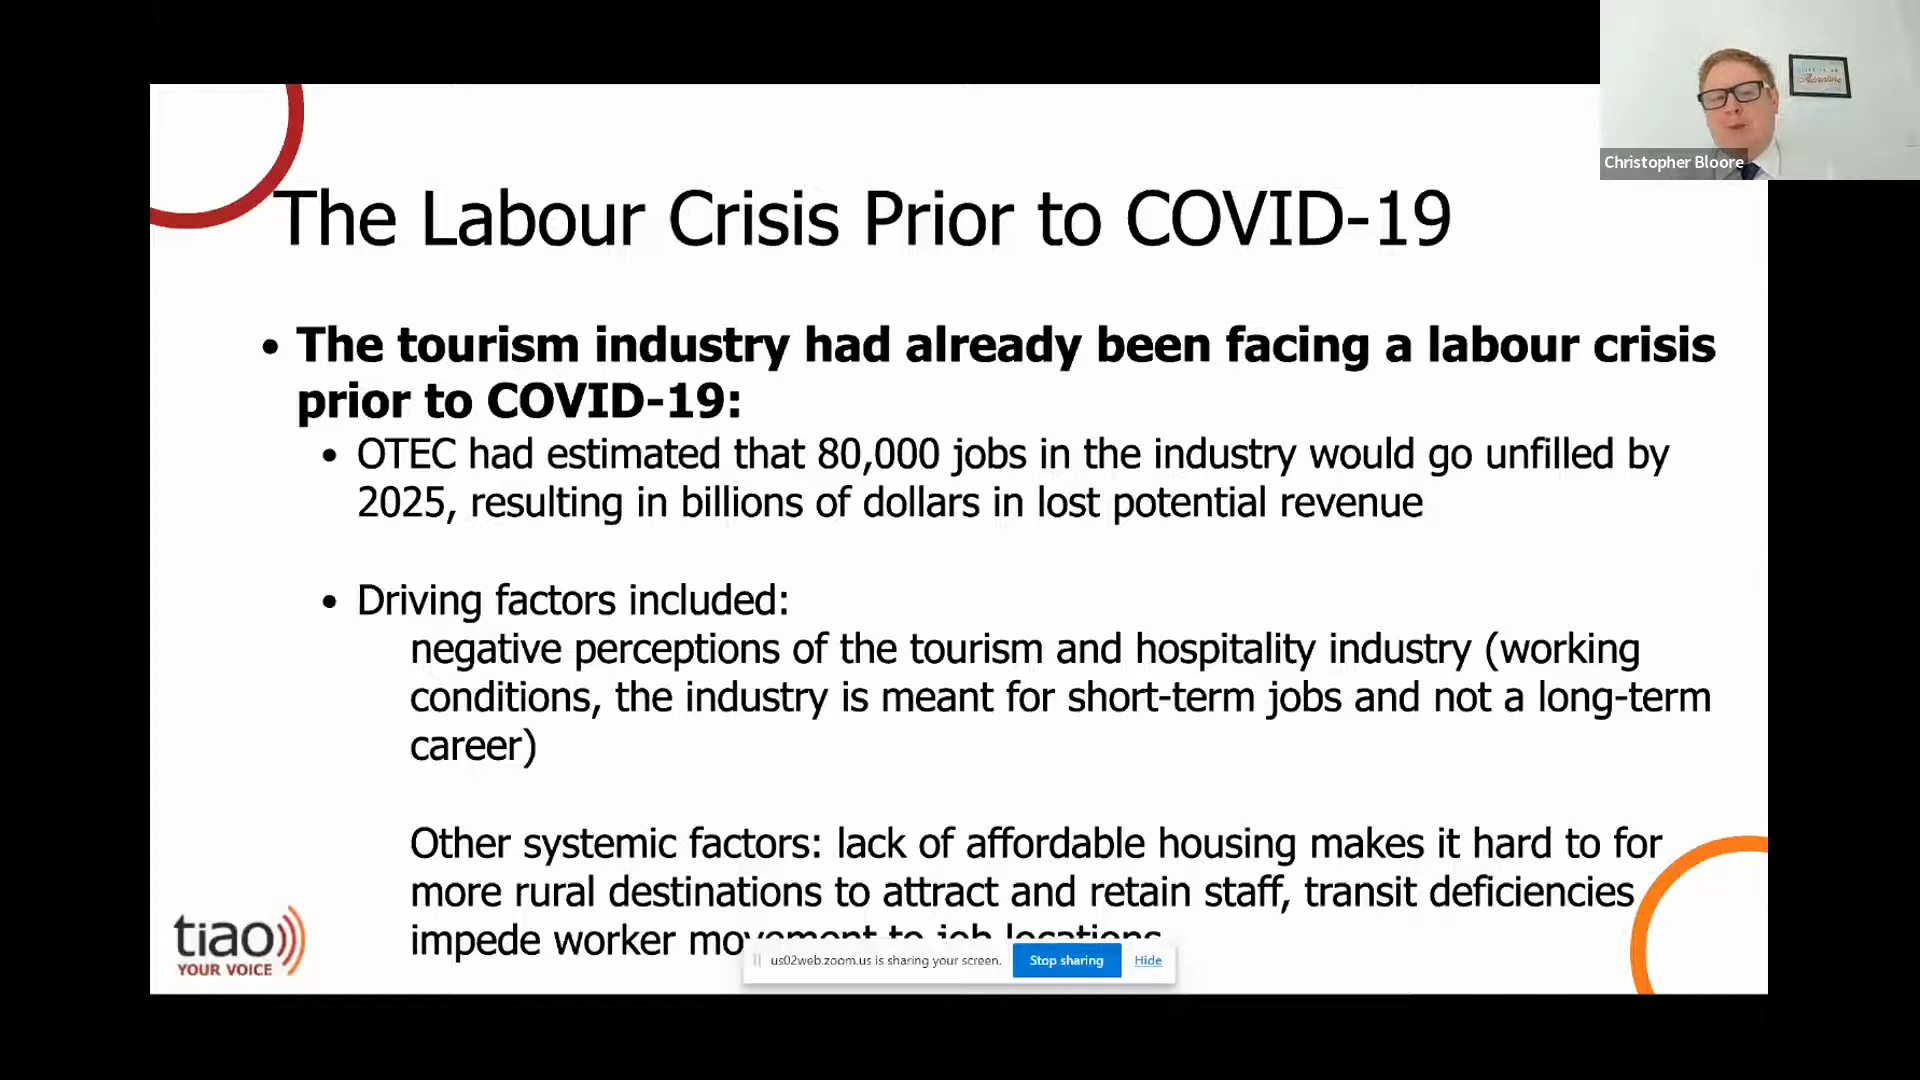 Adventure
Christopher Bloore
The Labour Crisis Prior to COVID-19
• The tourism industry had already been facing a labour crisis
prior to COVID-19:
• OTEC had estimated that 80,000 jobs in the industry would go unfilled by
2025, resulting in billions of dollars in lost potential revenue
• Driving factors included:
negative perceptions of the tourism and hospitality industry (working
conditions, the industry is meant for short-term jobs and not a long-term
career)
Other systemic factors: lack of affordable housing makes it hard to for
more rural destinations to attract and retain staff, transit deficiencies
impede worker movement to job locations
tiao
YOUR VOICE
us02web.zoom.us is sharing your screen. Stop sharing Hide